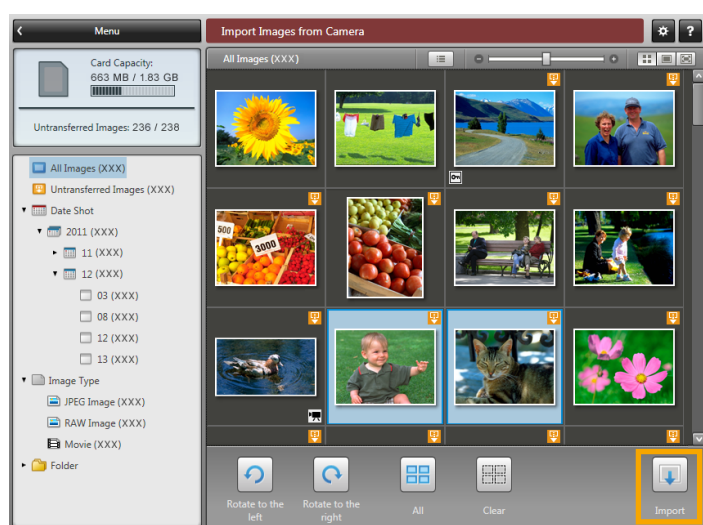 Menu
Import Images from Camera
?
Card Capacity:
663 MB / 1.83 GB
Untransferred Images: 236 / 238
All Images (XXX)
Untransferred Images (XXX)
Date Shot
2011 (XXX)
11 (XXX)
12 (XXX)
03 (XXX)
08 (XXX)
12 (XXX)
13 (XXX)
Image Type
JPEG Image (XXX)
RAW Image (XXX)
Movie (XXX)
Folder
All Images (XXX)
500
3000
Rotate to the
left
Rotate to the
right
All
Clear
Import